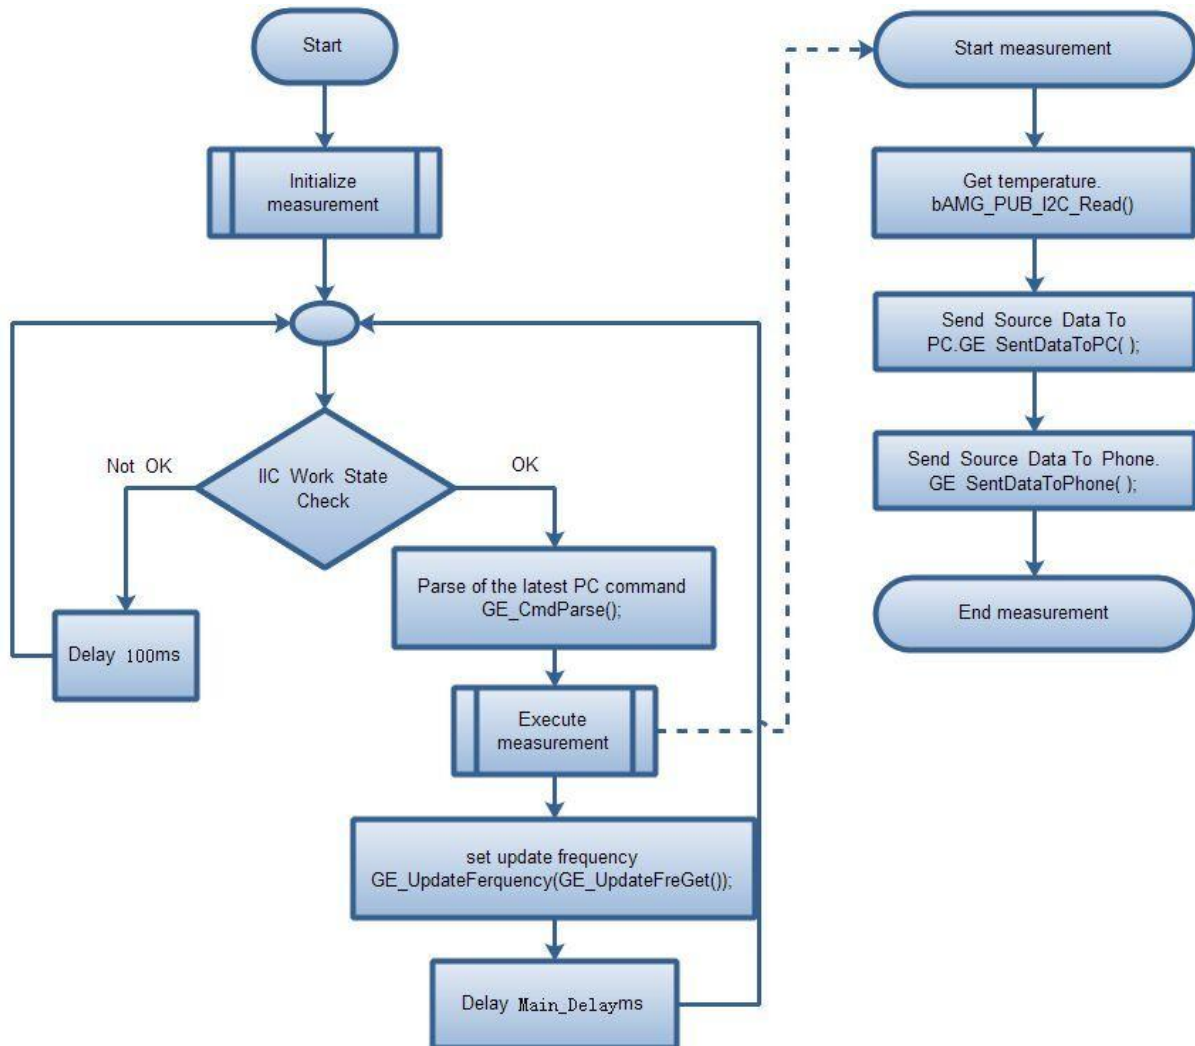 Start
Initialize
measurement
IIC Work State
Check
Not OK
OK
Delay 100ms
Parse of the latest PC command
GE_CmdParse();
Execute
measurement
set update frequency
GE_UpdateFerquency(GE_UpdateFreGet());
Delay Main_Delayms
Start measurement
Get temperature.
bAMG_PUB_I2C_Read()
Send Source Data To
PC.GE SentDataToPC( );
Send Source Data To Phone.
GE SentDataToPhone( );
End measurement